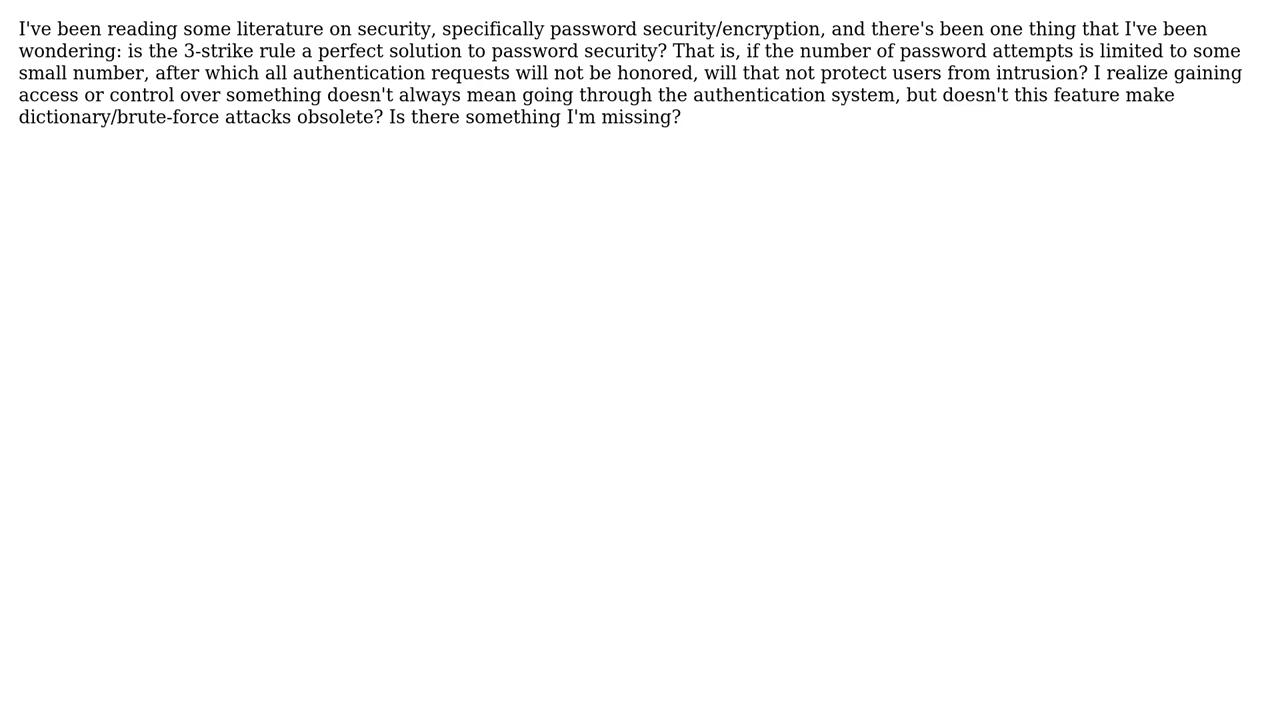 I've been reading some literature on security, specifically password security/encryption, and there's been one thing that I've been
wondering: is the 3-strike rule a perfect solution to password security? That is, if the number of password attempts is limited to some
small number, after which all authentication requests will not be honored, will that not protect users from intrusion? I realize gaining
access or control over something doesn't always mean going through the authentication system, but doesn't this feature make
dictionary/brute-force attacks obsolete? Is there something I'm missing?